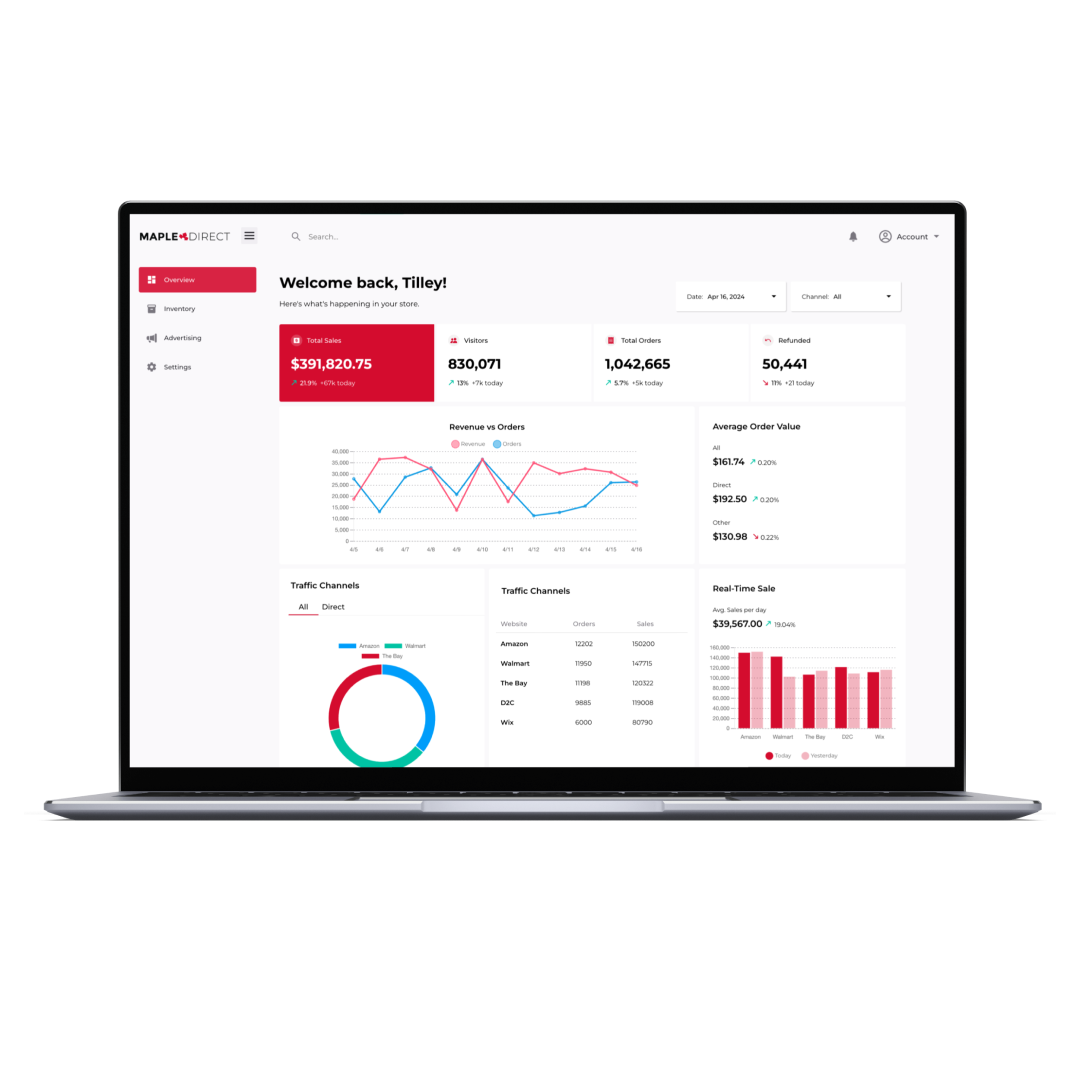 MAPLE DIRECT
Search...
Account
Overview
Inventory
Advertising
Settings
Welcome back, Tilley!
Here's what's happening in your store.
Date: Apr 16, 2024
Channel: All
Total Sales
$391,820.75
21.9% +67k today
Visitors
830,071
13% +7k today
Total Orders
1,042,665
5.7% +5k today
Refunded
50,441
11% +21 today
Revenue vs Orders
Revenue Orders
40,000
35,000
30,000
25,000
20,000
15,000
10,000
5,000
0
4/5 4/6 4/7 4/8 4/9 4/10 4/11 4/12 4/13 4/14 4/15 4/16
Average Order Value
All
$161.74 0.20%
Direct
$192.50 0.20%
Other
$130.98 0.22%
Traffic Channels
All Direct
Amazon Walmart
The Bay
Traffic Channels
Website Orders Sales
Amazon 12202 150200
Walmart 11950 147715
The Bay 11198 120322
D2C 9885 119008
Wix 6000 80790
Real-Time Sale
Avg. Sales per day
$39,567.00 19.04%
160,000
140,000
120,000
100,000
80,000
60,000
40,000
20,000
0
Amazon Walmart The Bay D2C Wix
Today Yesterday